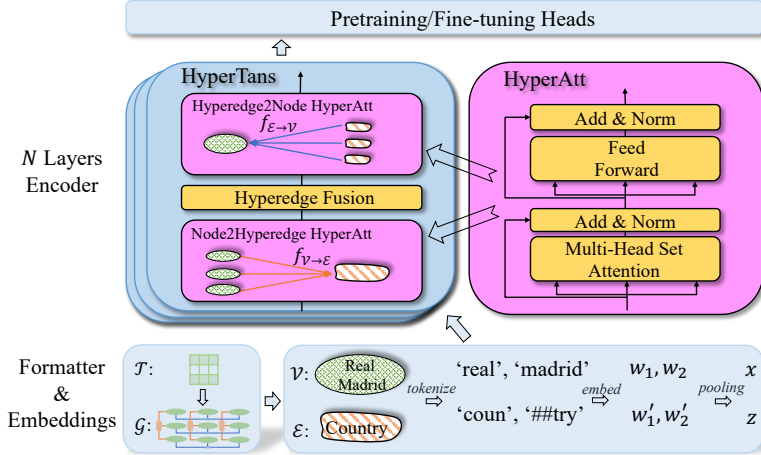 Pretraining/Fine-tuning Heads
HyperTans
HyperAtt
Hyperedge2Node HyperAtt
f_{ℰ→𝒱}
Add & Norm
Feed
Forward
N Layers
Encoder
Hyperedge Fusion
Node2Hyperedge HyperAtt
f_{𝒱→ℰ}
Add & Norm
Multi-Head Set
Attention
Formatter
&
Embeddings
𝒯:
𝒢:
𝒱:
Real
Madrid
tokenize
'real', 'madrid'
embed
w₁, w₂
pooling
x
ℰ:
Country
'coun', '##try'
w₁′, w₂′
z